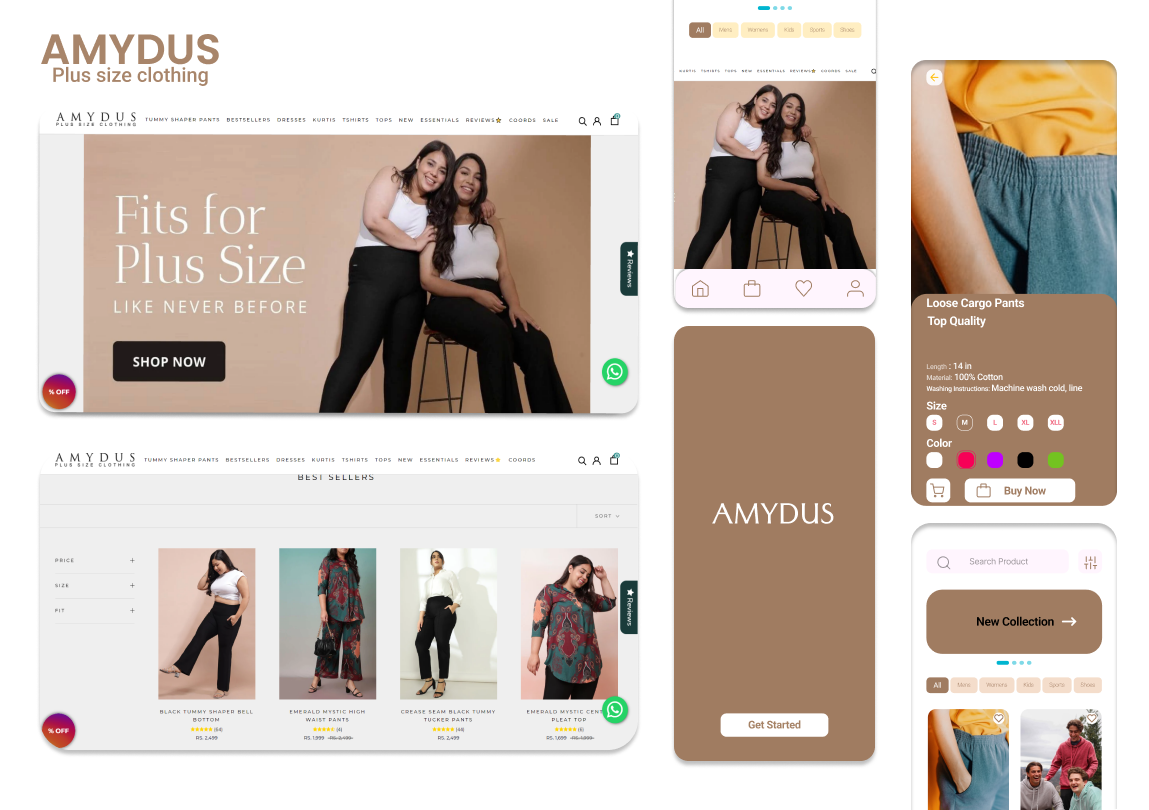 AMYDUS
Plus size clothing
AMYDUS
PLUS SIZE CLOTHING
TUMMY SHAPER PANTS BESTSELLERS DRESSES KURTIS TSHIRTS TOPS NEW ESSENTIALS REVIEWS COORDS SALE
Fits for
Plus Size
LIKE NEVER BEFORE
SHOP NOW
Reviews
% OFF
AMYDUS
PLUS SIZE CLOTHING
TUMMY SHAPER PANTS BESTSELLERS DRESSES KURTIS TSHIRTS TOPS NEW ESSENTIALS REVIEWS COORDS
BEST SELLERS
SORT
PRICE +
SIZE +
FIT +
Reviews
BLACK TUMMY SHAPER BELL
BOTTOM
(54)
RS. 2,499
EMERALD MYSTIC HIGH
WAIST PANTS
(4)
RS. 1,999 RS. 2,499
CREASE SEAM BLACK TUMMY
TUCKER PANTS
(44)
RS. 2,499
EMERALD MYSTIC CENT
PLEAT TOP
(6)
RS. 1,699 RS. 1,899
% OFF
All Mens Womens Kids Sports Shoes
KURTIS TSHIRTS TOPS NEW ESSENTIALS REVIEWS COORDS SALE
AMYDUS
Get Started
Loose Cargo Pants
Top Quality
Length : 14 in
Material: 100% Cotton
Washing Instructions: Machine wash cold, line
Size
S M L XL XLL
Color
Buy Now
Search Product
New Collection
All Mens Womens Kids Sports Shoes